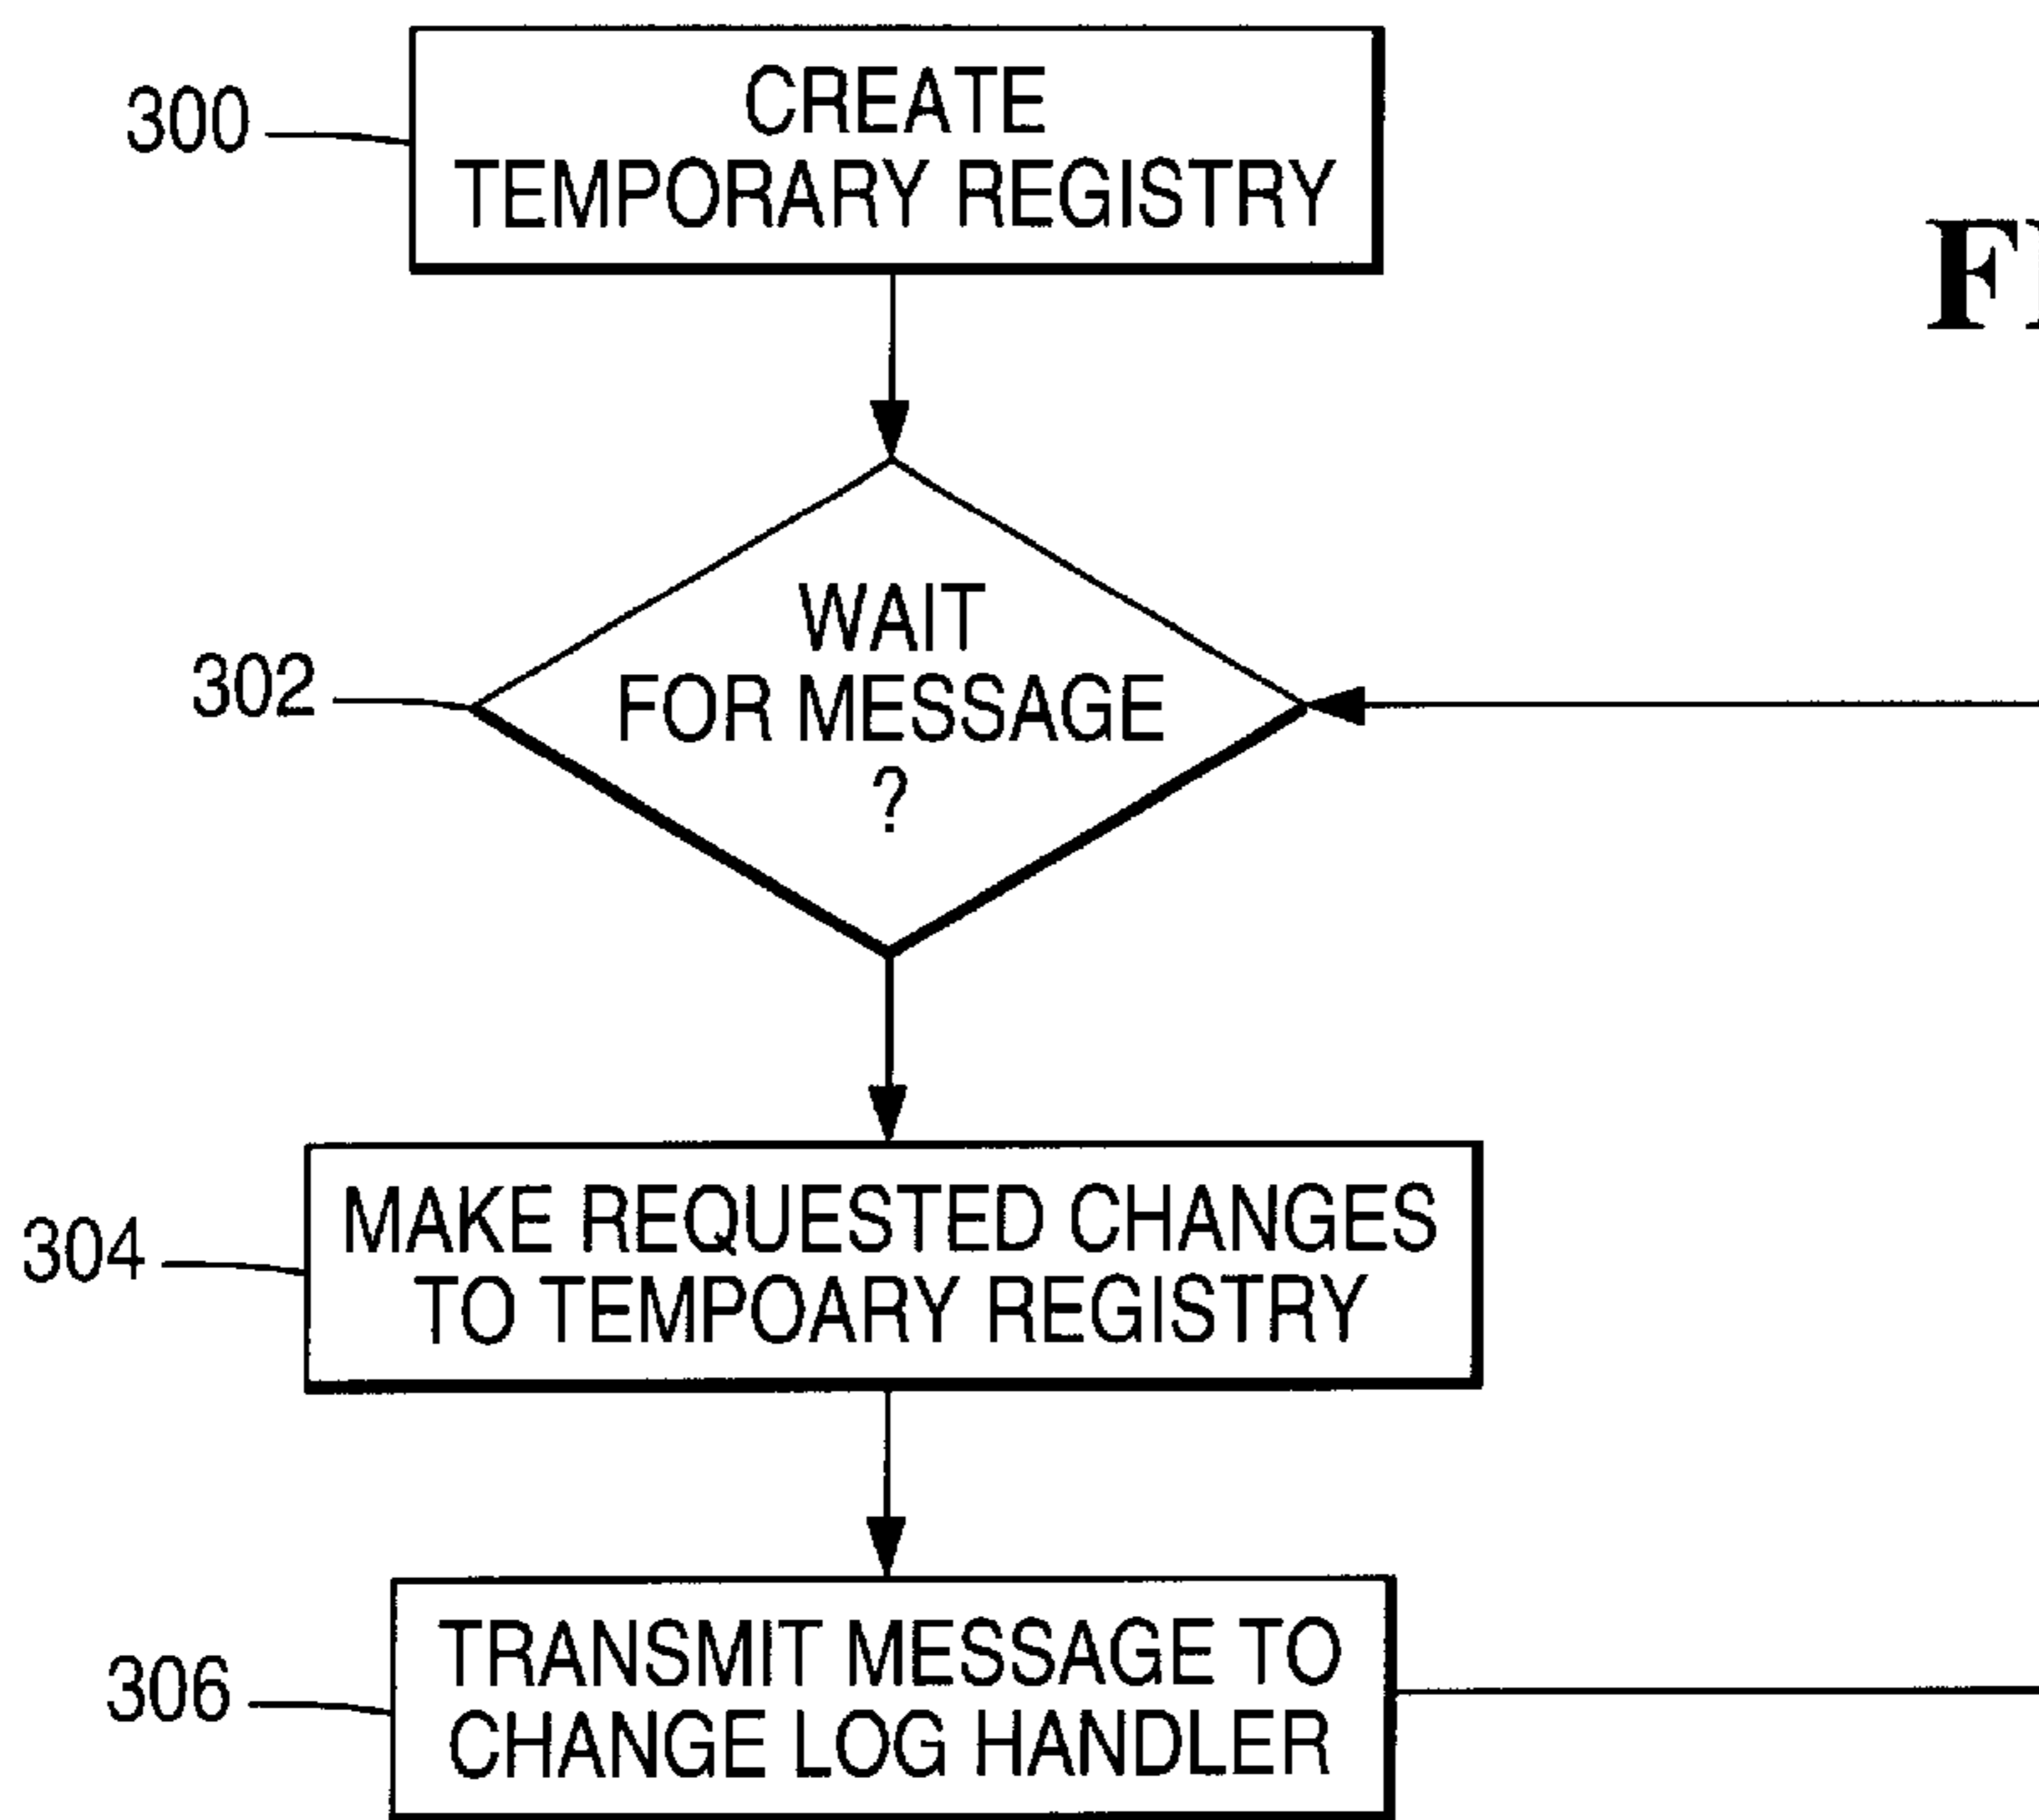 300
CREATE
TEMPORARY REGISTRY
302
WAIT
FOR MESSAGE
?
304
MAKE REQUESTED CHANGES
TO TEMPOARY REGISTRY
306
TRANSMIT MESSAGE TO
CHANGE LOG HANDLER